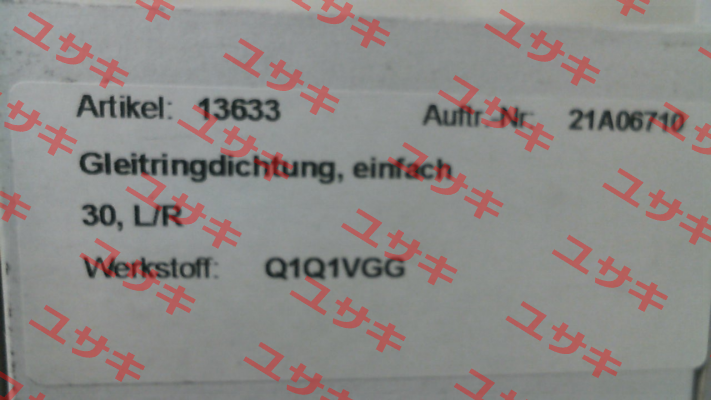 Artikel: 13633 Auftr.-Nr: 21A06710
Gleitringdichtung, einfach
30, L/R
Werkstoff: Q1Q1VGG
ユサキ